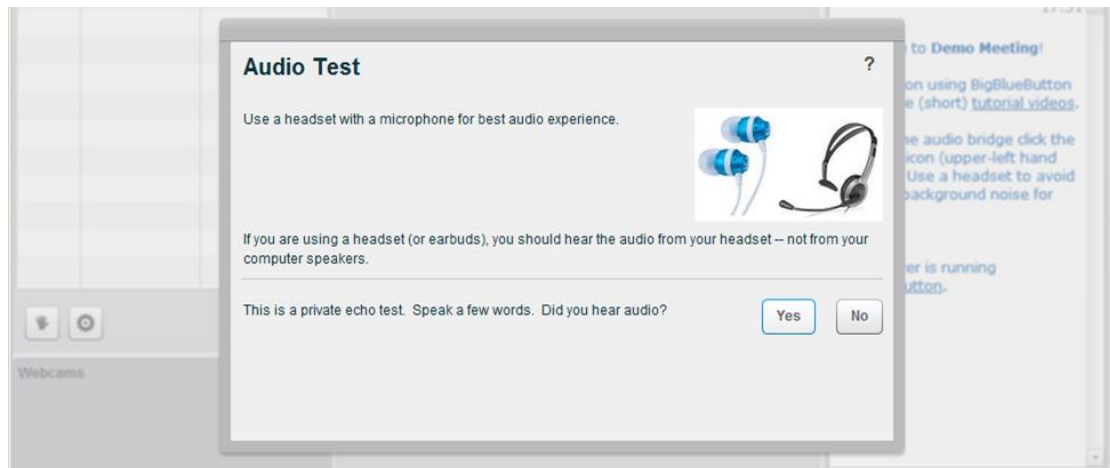 Audio Test
?
Use a headset with a microphone for best audio experience.
If you are using a headset (or earbuds), you should hear the audio from your headset -- not from your
computer speakers.
This is a private echo test. Speak a few words. Did you hear audio?
Yes
No
Webcams
to Demo Meeting!
on using BigBlueButton
(short) tutorial videos.
audio bridge click the
icon (upper-left hand
Use a headset to avoid
background noise for
is running